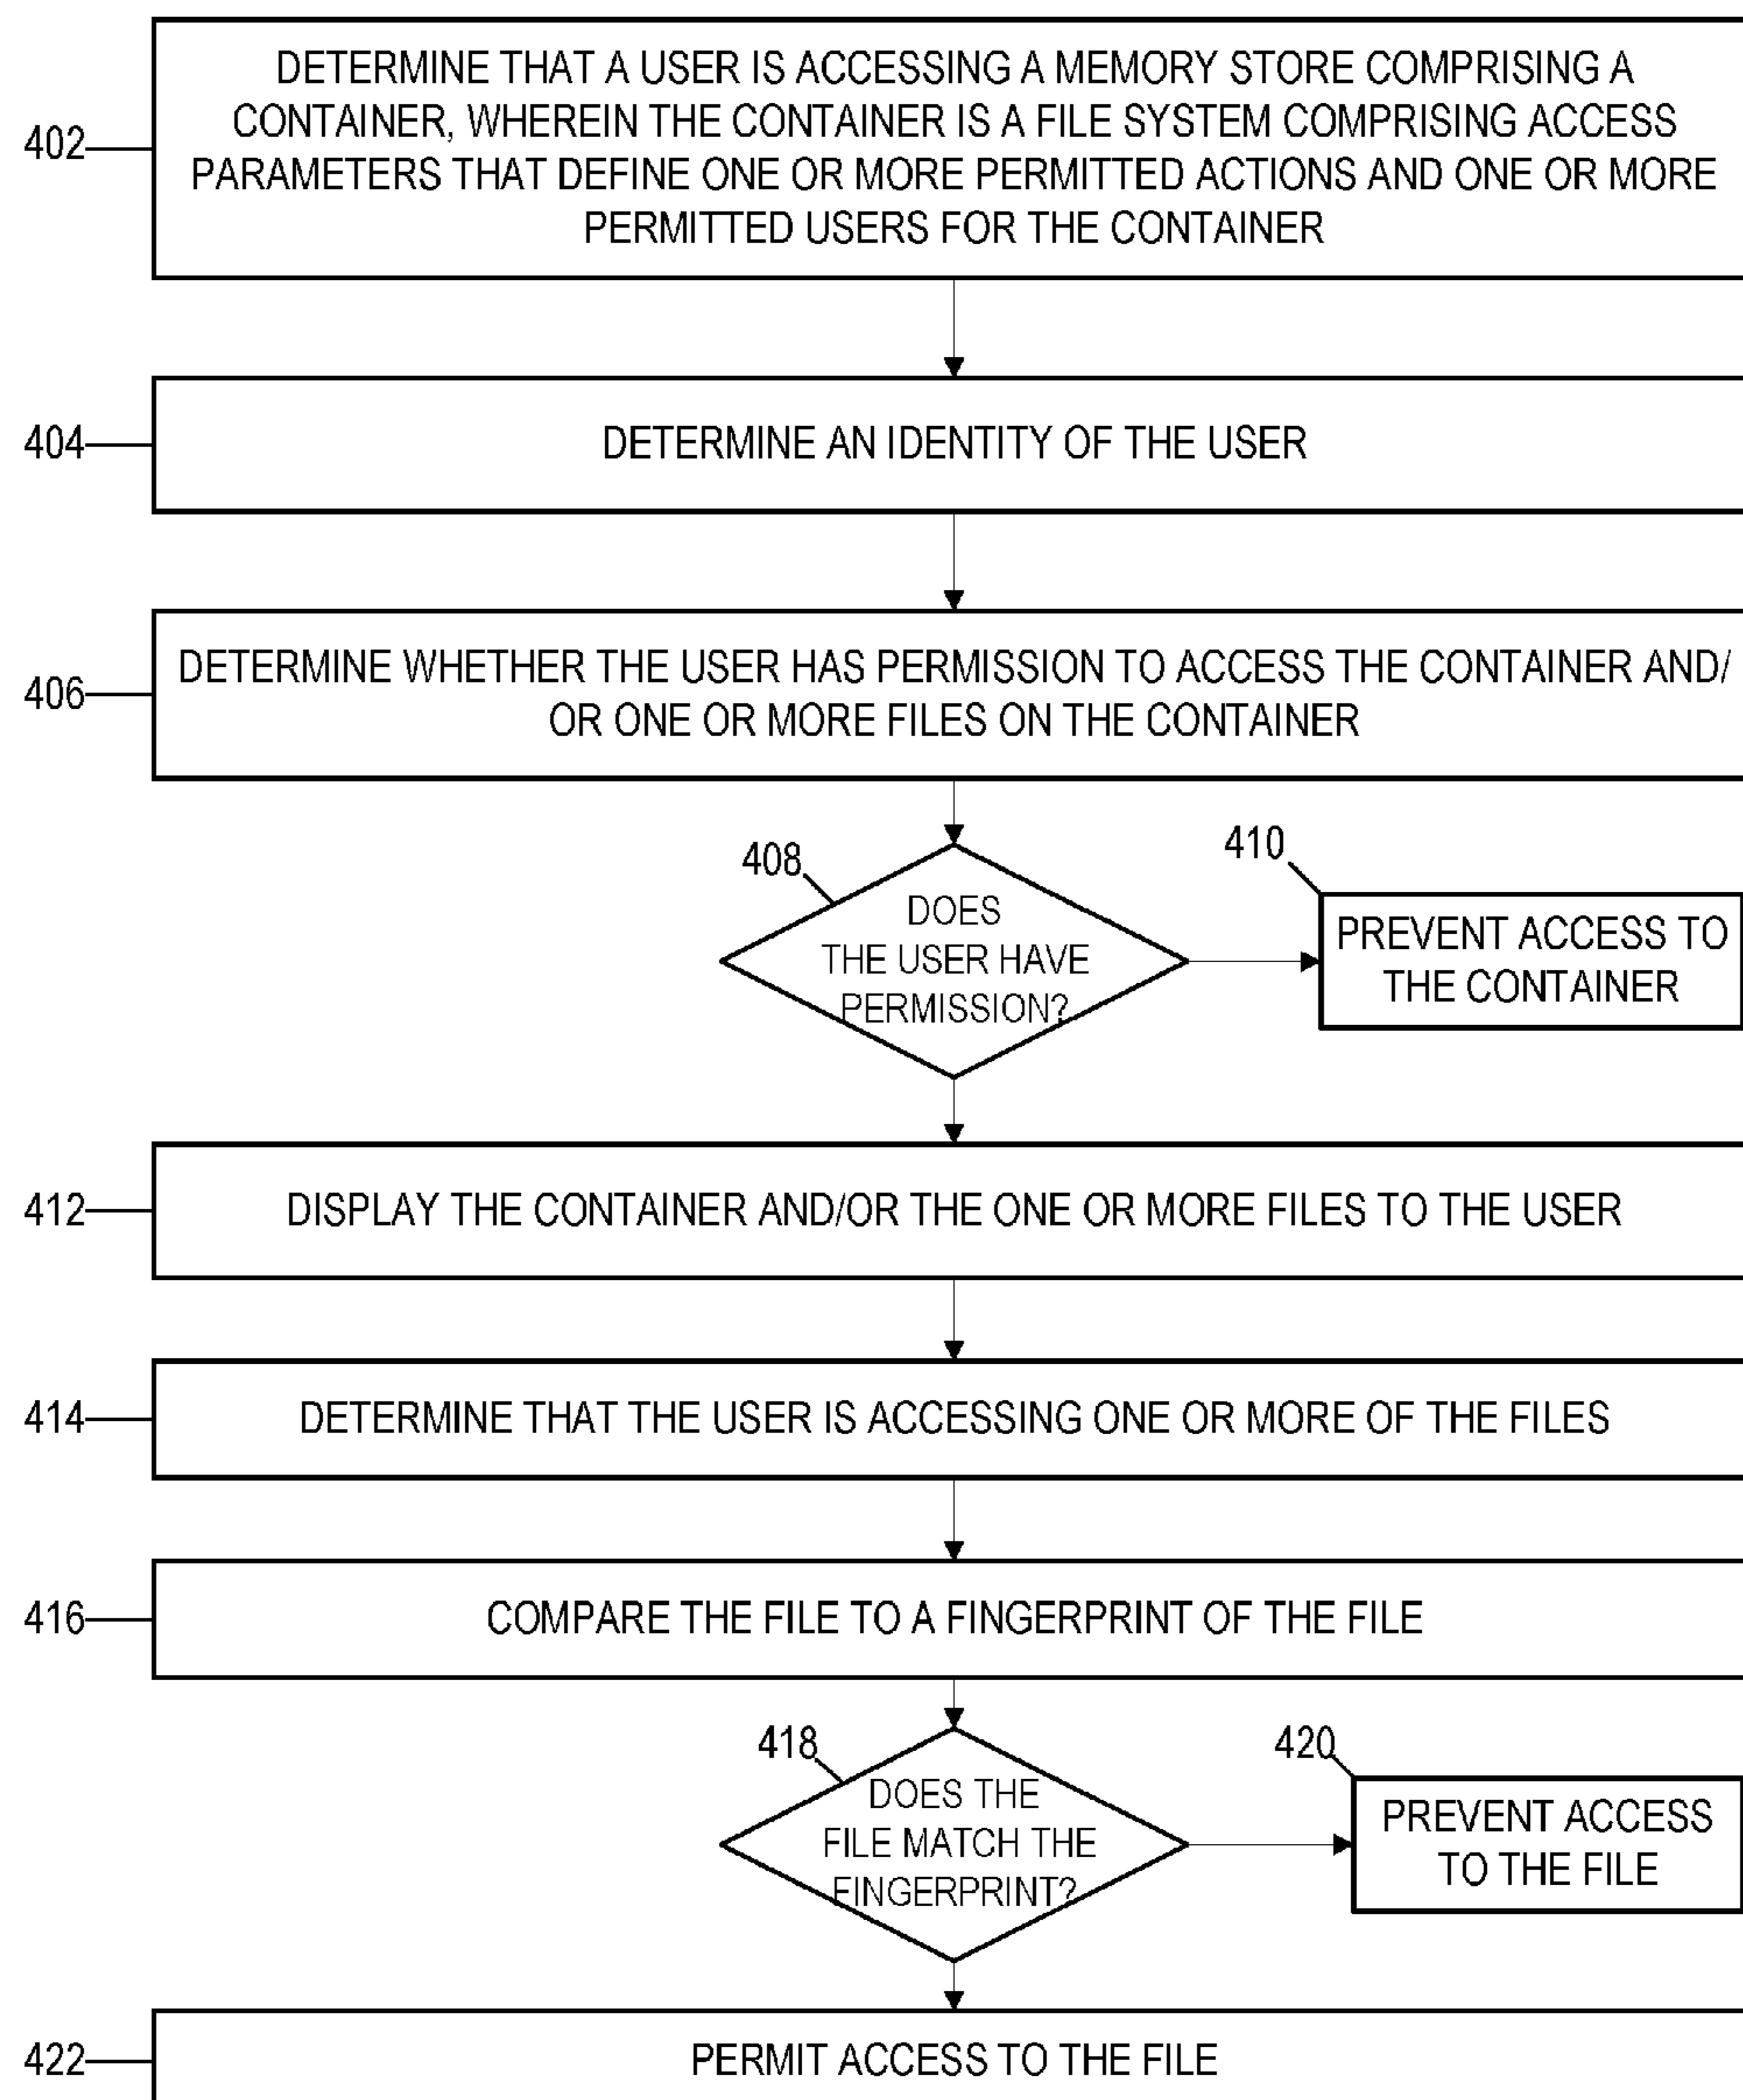 402
DETERMINE THAT A USER IS ACCESSING A MEMORY STORE COMPRISING A
CONTAINER, WHEREIN THE CONTAINER IS A FILE SYSTEM COMPRISING ACCESS
PARAMETERS THAT DEFINE ONE OR MORE PERMITTED ACTIONS AND ONE OR MORE
PERMITTED USERS FOR THE CONTAINER
404
DETERMINE AN IDENTITY OF THE USER
406
DETERMINE WHETHER THE USER HAS PERMISSION TO ACCESS THE CONTAINER AND/
OR ONE OR MORE FILES ON THE CONTAINER
408
DOES
THE USER HAVE
PERMISSION?
410
PREVENT ACCESS TO
THE CONTAINER
412
DISPLAY THE CONTAINER AND/OR THE ONE OR MORE FILES TO THE USER
414
DETERMINE THAT THE USER IS ACCESSING ONE OR MORE OF THE FILES
416
COMPARE THE FILE TO A FINGERPRINT OF THE FILE
418
DOES THE
FILE MATCH THE
FINGERPRINT?
420
PREVENT ACCESS
TO THE FILE
422
PERMIT ACCESS TO THE FILE